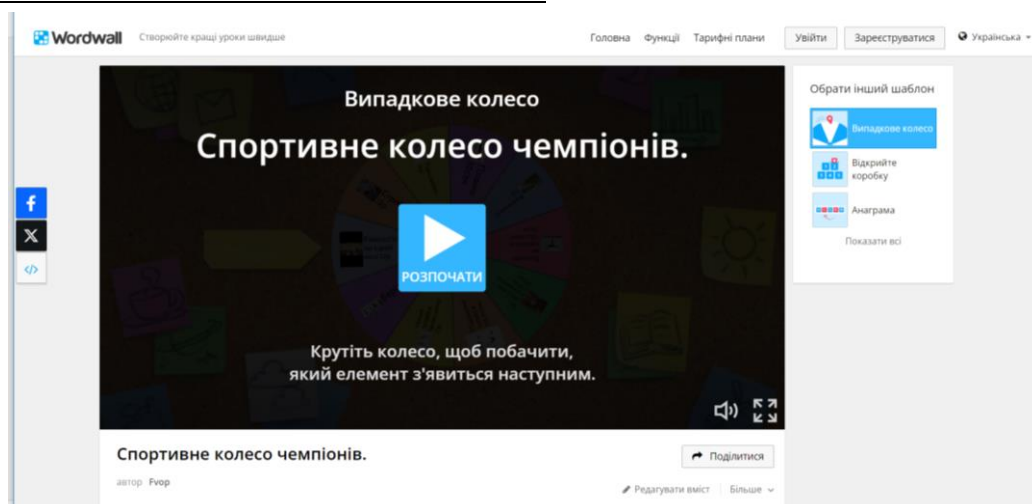 Wordwall
Створюйте кращі уроки швидше
Головна Функції Тарифні плани Увійти Зареєструватися Українська
Випадкове колесо
Спортивне колесо чемпіонів.
РОЗПОЧАТИ
Крутіть колесо, щоб побачити,
який елемент з'явиться наступним.
Обрати інший шаблон
Випадкове колесо
Відкрийте
коробку
Анаграма
Показати всі
Спортивне колесо чемпіонів.
Поділитися
автор Fvop
Редагувати вміст Більше